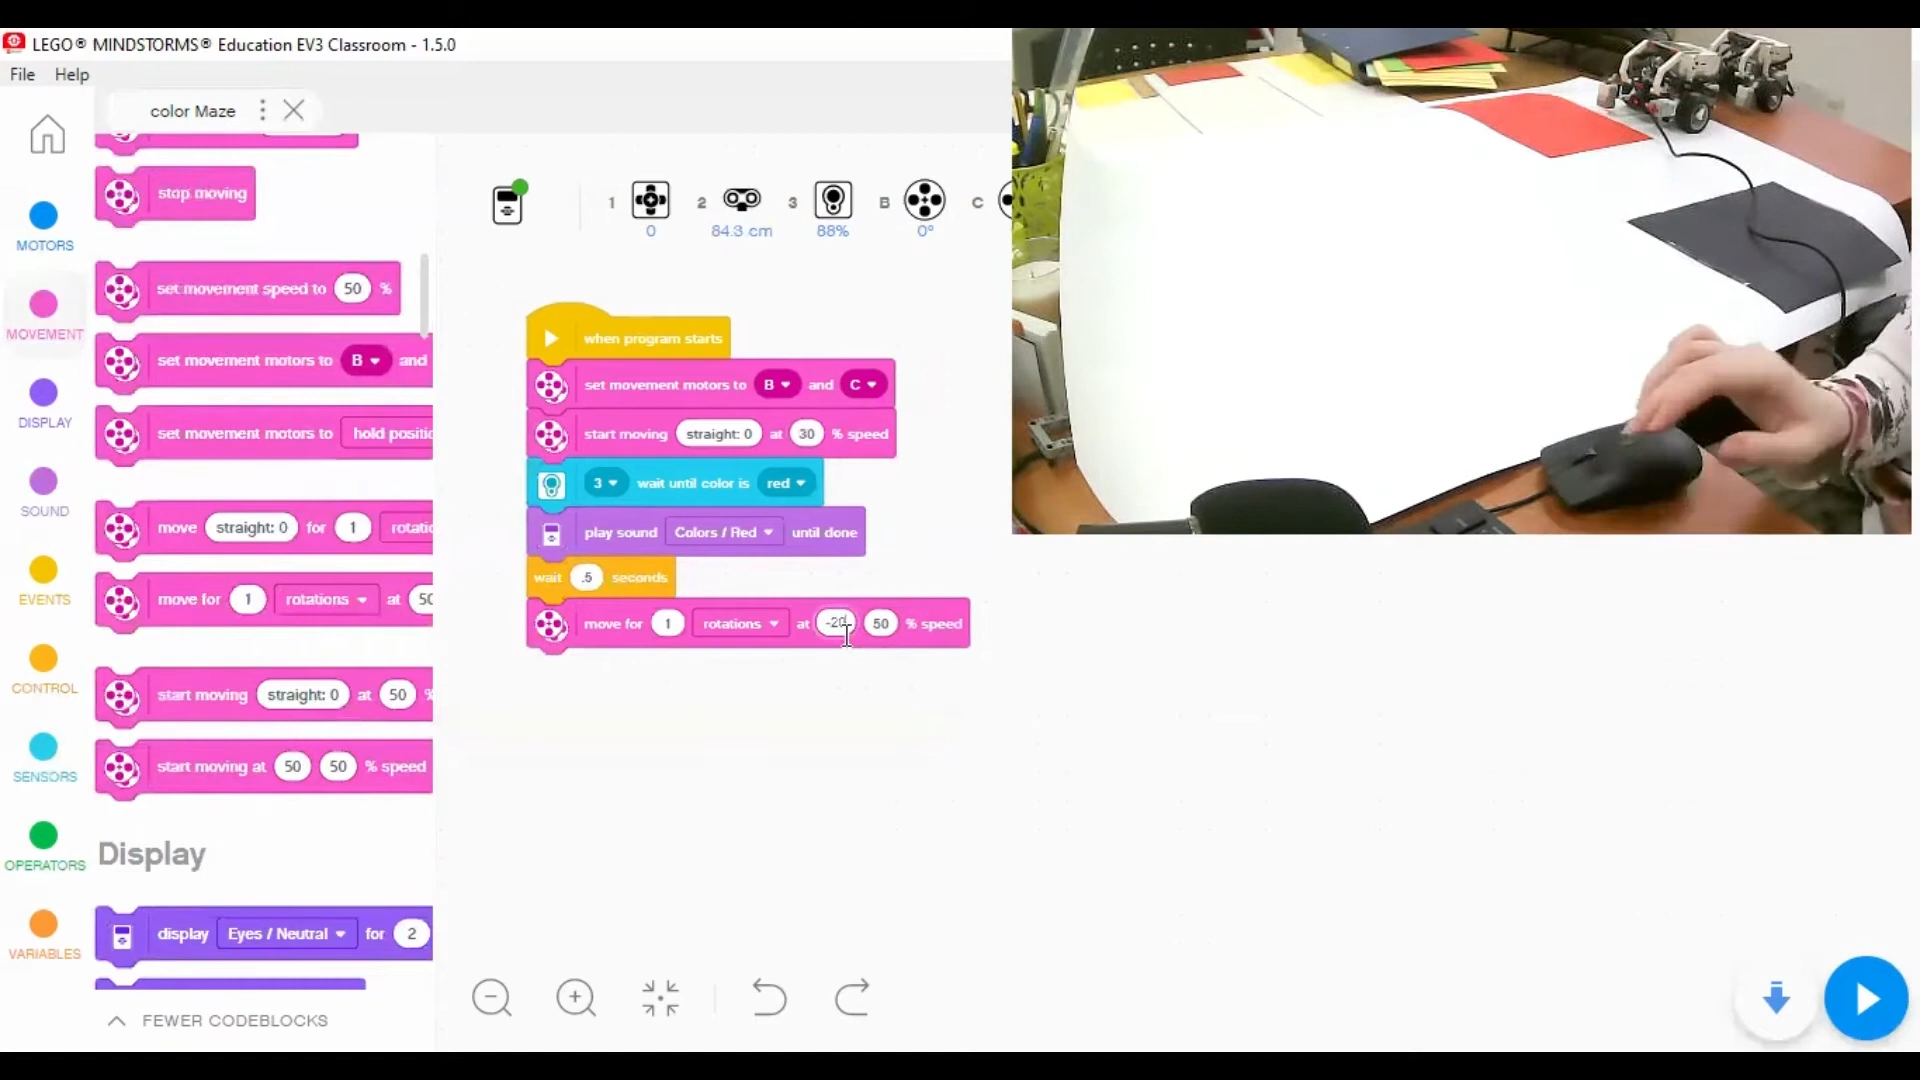 LEGO® MINDSTORMS® Education EV3 Classroom - 1.5.0
File Help
color Maze
stop moving
1 2 3 B C
0 84.3 cm 88% 0°
MOTORS
set movement speed to 50 %
when program starts
MOVEMENT
set movement motors to B and
set movement motors to B and C
DISPLAY
set movement motors to hold positio
start moving straight: 0 at 30 % speed
SOUND
3 wait until color is red
move straight: 0 for 1 rotatio
play sound Colors / Red until done
EVENTS
wait .5 seconds
move for 1 rotations at 50
move for 1 rotations at -20 50 % speed
CONTROL
start moving straight: 0 at 50 %
SENSORS
start moving at 50 50 % speed
OPERATORS
Display
VARIABLES
display Eyes / Neutral for 2
FEWER CODEBLOCKS